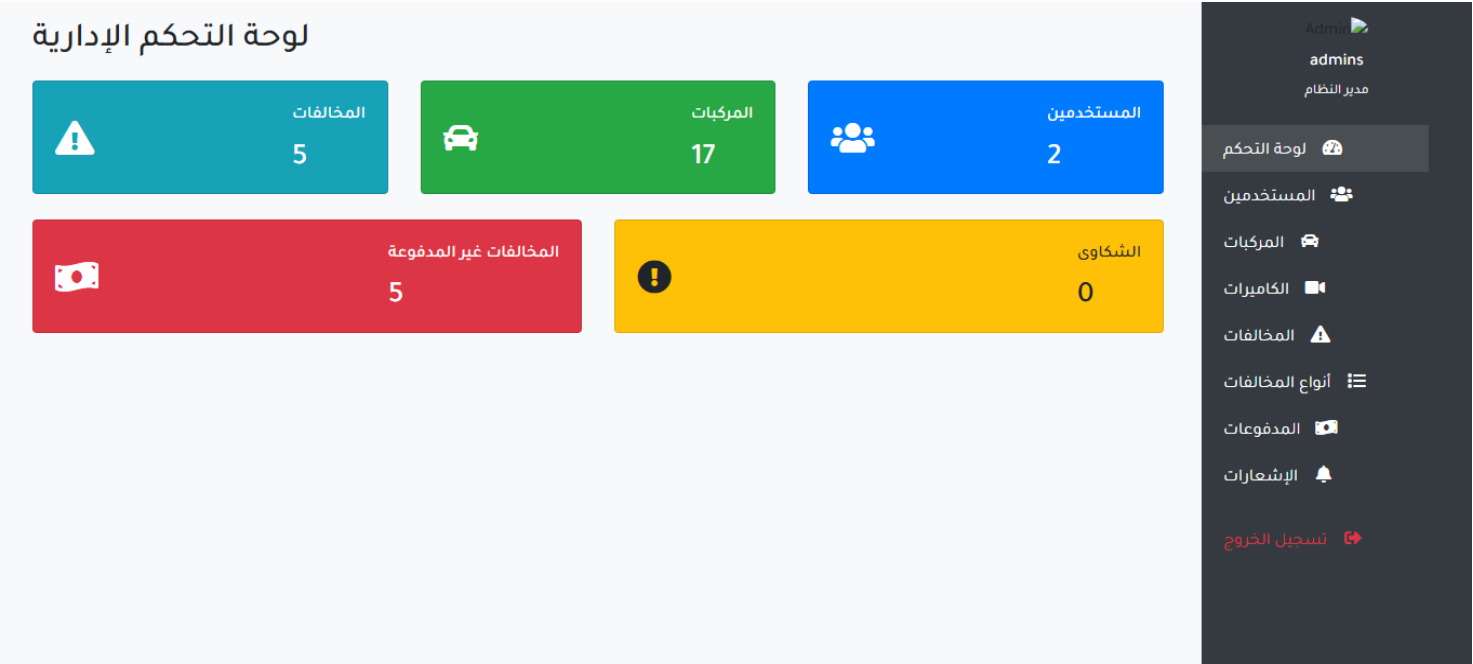 Admin
admins
مدير النظام
لوحة التحكم
المستخدمين
المركبات
الكاميرات
المخالفات
أنواع المخالفات
المدفوعات
الإشعارات
تسجيل الخروج
لوحة التحكم الإدارية
المستخدمين
2
المركبات
17
المخالفات
5
الشكاوى
0
المخالفات غير المدفوعة
5